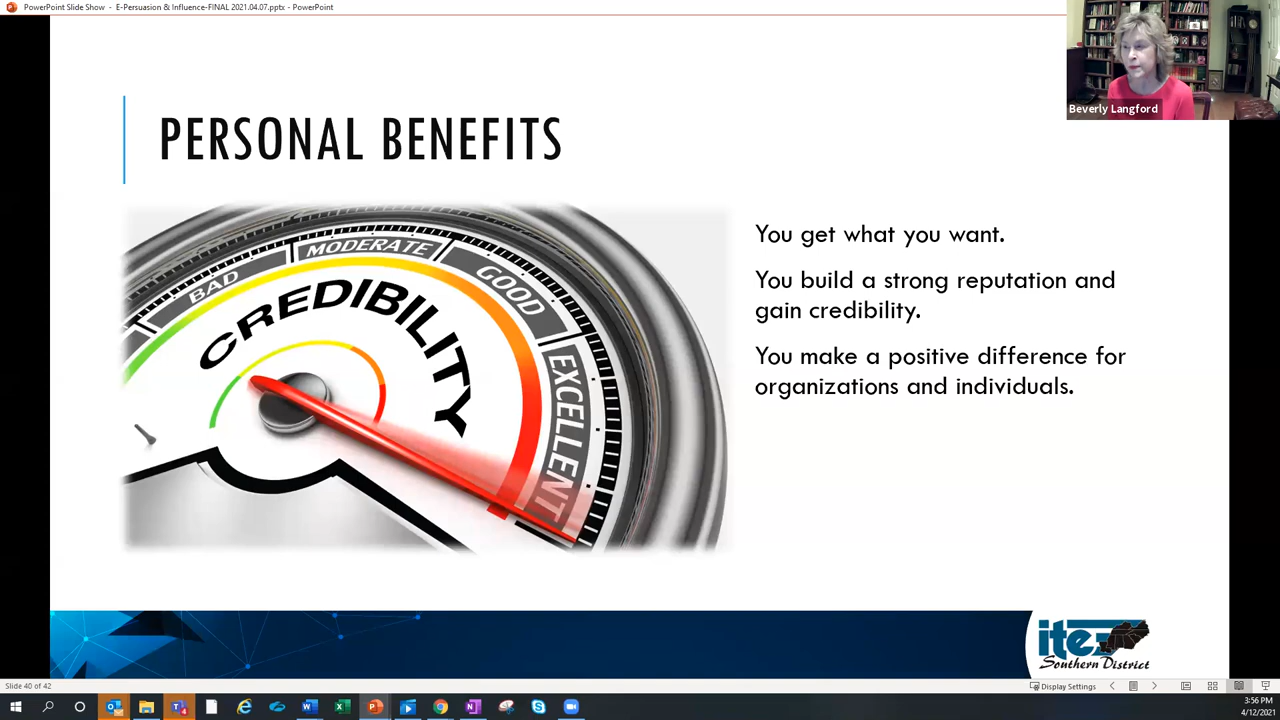 PowerPoint Slide Show - E-Persuasion & Influence-FINAL 2021.04.07.pptx - PowerPoint
Beverly Langford
PERSONAL BENEFITS
BAD
MODERATE
GOOD
EXCELLENT
CREDIBILITY
You get what you want.
You build a strong reputation and
gain credibility.
You make a positive difference for
organizations and individuals.
ite
Southern District
Slide 40 of 42
Display Settings
3:56 PM
4/12/2021